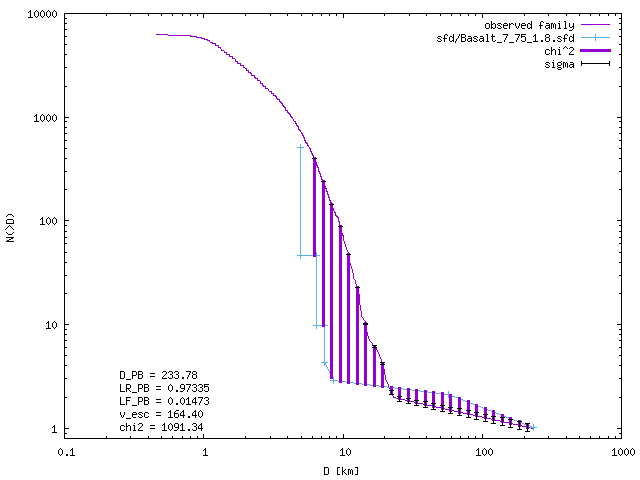 10000
1000
100
10
1
N(>D)
observed family
sfd/Basalt_7_75_1.8.sfd
chi^2
sigma
D_PB = 233.78
LR_PB = 0.97335
LF_PB = 0.01473
v_esc = 164.40
chi2 = 1091.34
0.1 1 10 100 1000
D [km]